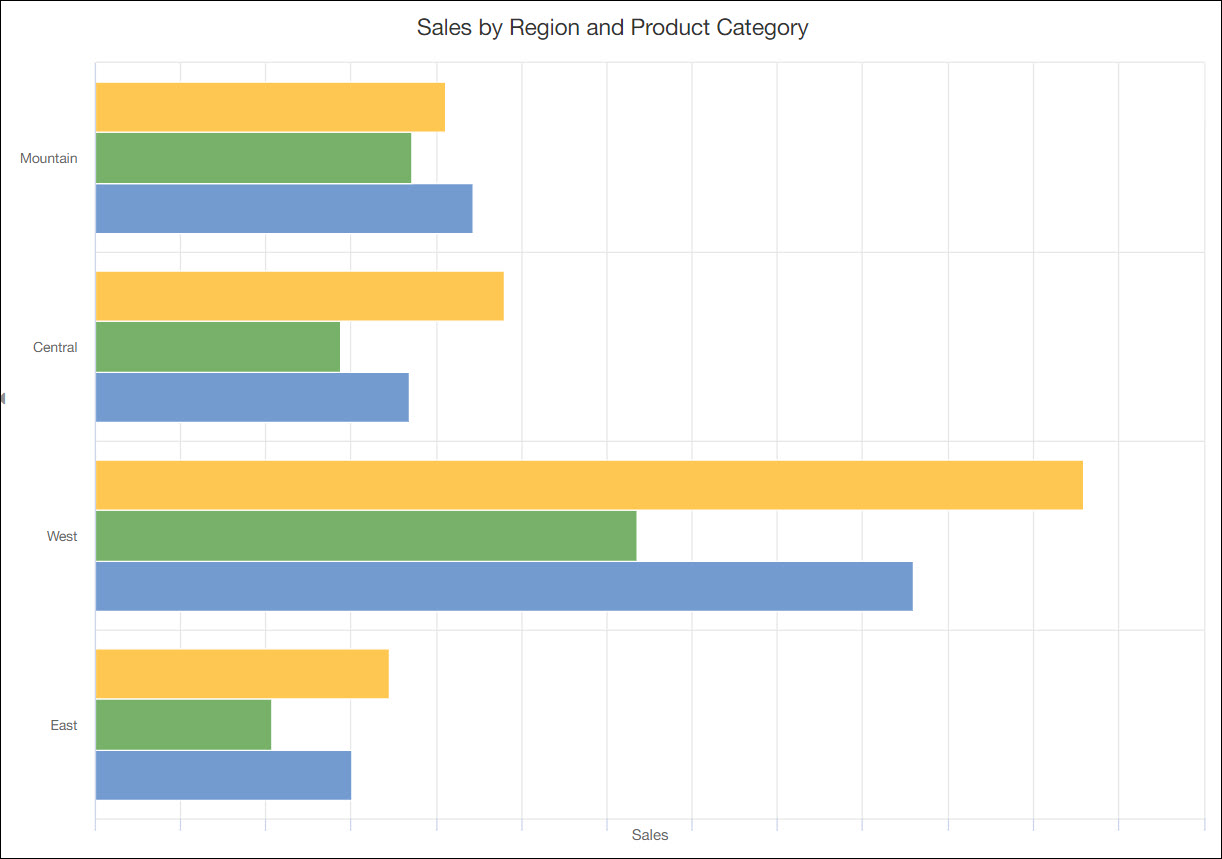 Sales by Region and Product Category
Mountain
Central
West
East
Sales